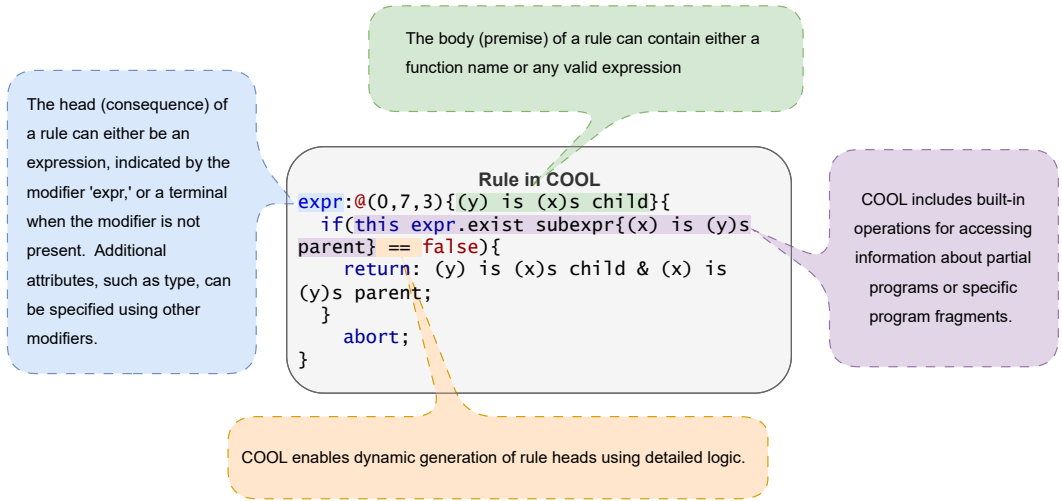 The body (premise) of a rule can contain either a
function name or any valid expression
The head (consequence) of
a rule can either be an
expression, indicated by the
modifier 'expr,' or a terminal
when the modifier is not
present. Additional
attributes, such as type, can
be specified using other
modifiers.
Rule in COOL
expr:@(0,7,3){(y) is (x)s child}{
if(this expr.exist subexpr{(x) is (y)s
parent} == false){
return: (y) is (x)s child & (x) is
(y)s parent;
}
abort;
}
COOL includes built-in
operations for accessing
information about partial
programs or specific
program fragments.
COOL enables dynamic generation of rule heads using detailed logic.